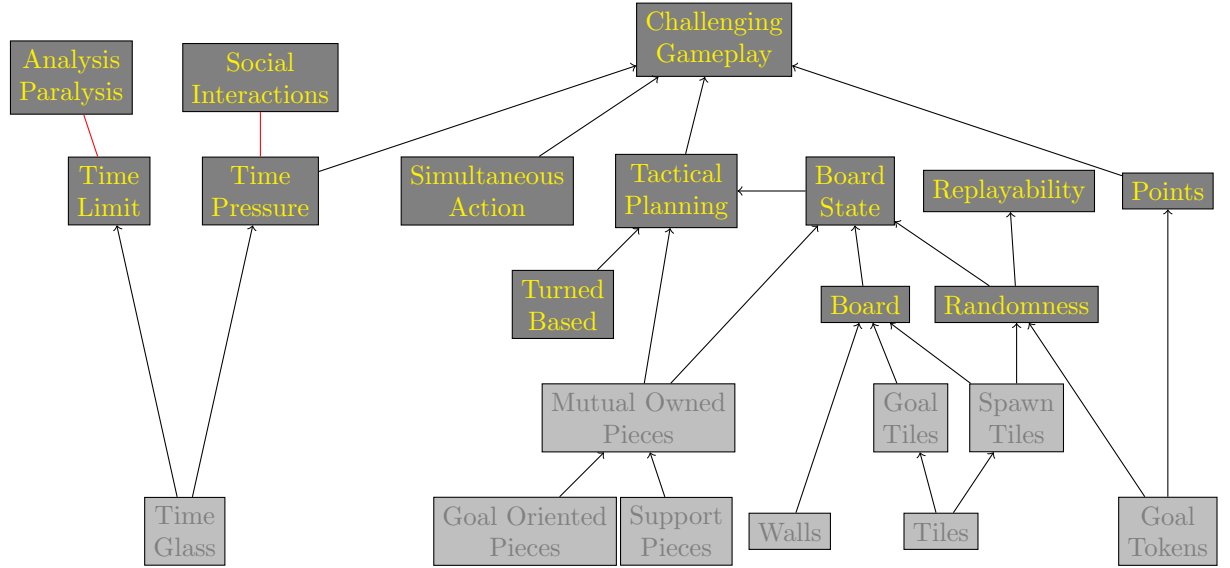 Challenging
Gameplay
Analysis
Paralysis
Social
Interactions
Time
Limit
Time
Pressure
Simultaneous
Action
Tactical
Planning
Board
State
Replayability
Points
Turned
Based
Board
Randomness
Mutual Owned
Pieces
Goal
Tiles
Spawn
Tiles
Time
Glass
Goal Oriented
Pieces
Support
Pieces
Walls
Tiles
Goal
Tokens